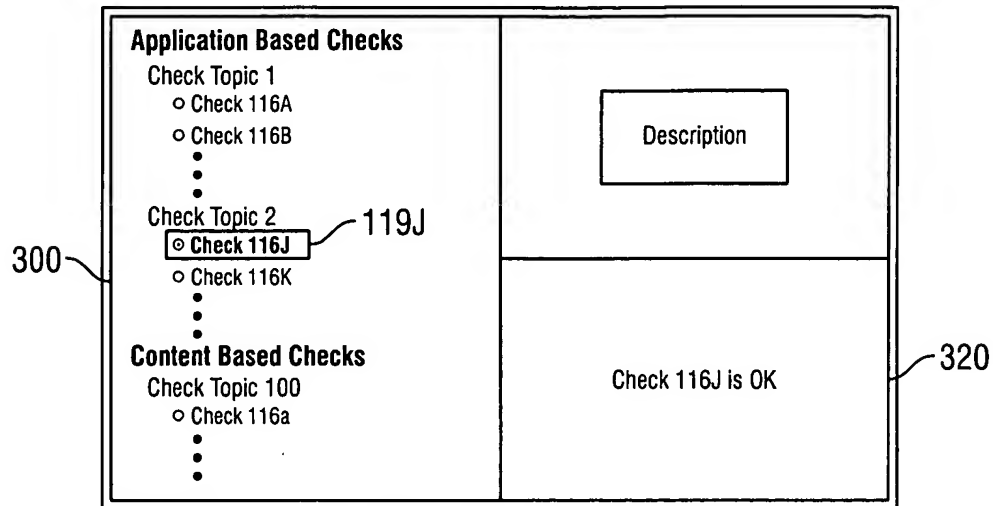 Application Based Checks
Check Topic 1
Check 116A
Check 116B
Check Topic 2
Check 116J
119J
300
Check 116K
Content Based Checks
Check Topic 100
Check 116a
Description
Check 116J is OK
320